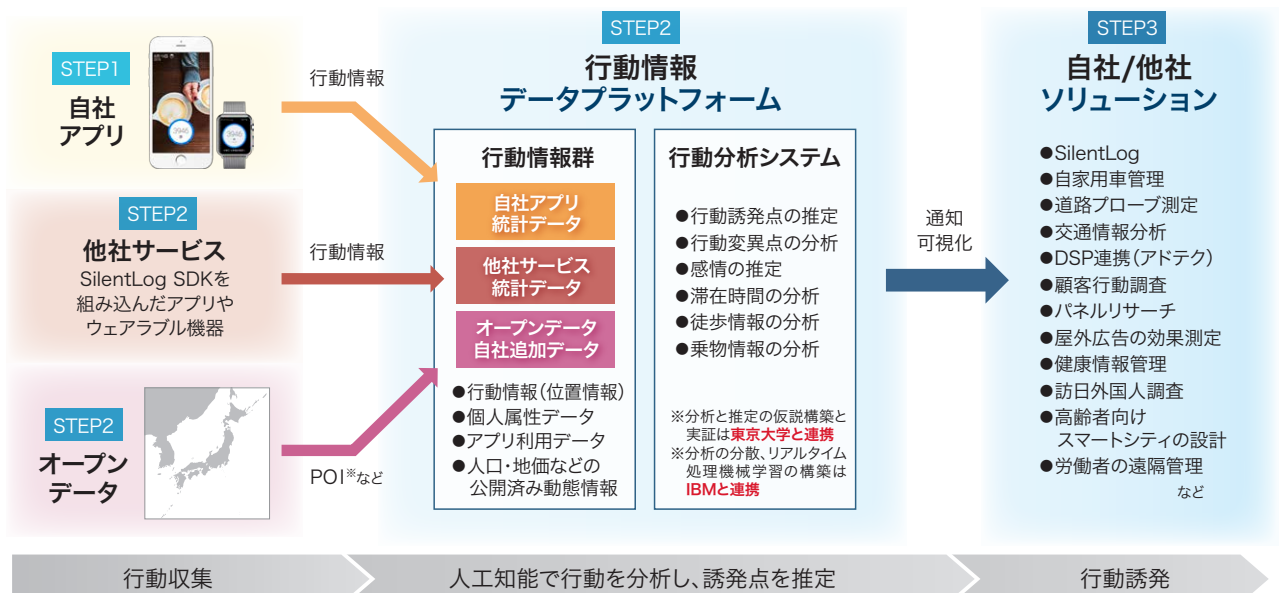 STEP1
自社
アプリ
3946
3946
行動情報
STEP2
他社サービス
SilentLog SDKを
組み込んだアプリや
ウェアラブル機器
行動情報
STEP2
オープン
データ
POI※など
STEP2
行動情報
データプラットフォーム
行動情報群
自社アプリ
統計データ
他社サービス
統計データ
オープンデータ
自社追加データ
●行動情報(位置情報)
●個人属性データ
●アプリ利用データ
●人口・地価などの
公開済み動態情報
行動分析システム
●行動誘発点の推定
●行動変異点の分析
●感情の推定
●滞在時間の分析
●徒歩情報の分析
●乗物情報の分析
※分析と推定の仮説構築と
実証は東京大学と連携
※分析の分散、リアルタイム
処理機械学習の構築は
IBMと連携
通知
可視化
STEP3
自社/他社
ソリューション
●SilentLog
●自家用車管理
●道路プローブ測定
●交通情報分析
●DSP連携(アドテク)
●顧客行動調査
●パネルリサーチ
●屋外広告の効果測定
●健康情報管理
●訪日外国人調査
●高齢者向け
スマートシティの設計
●労働者の遠隔管理
など
行動収集
人工知能で行動を分析し、誘発点を推定
行動誘発